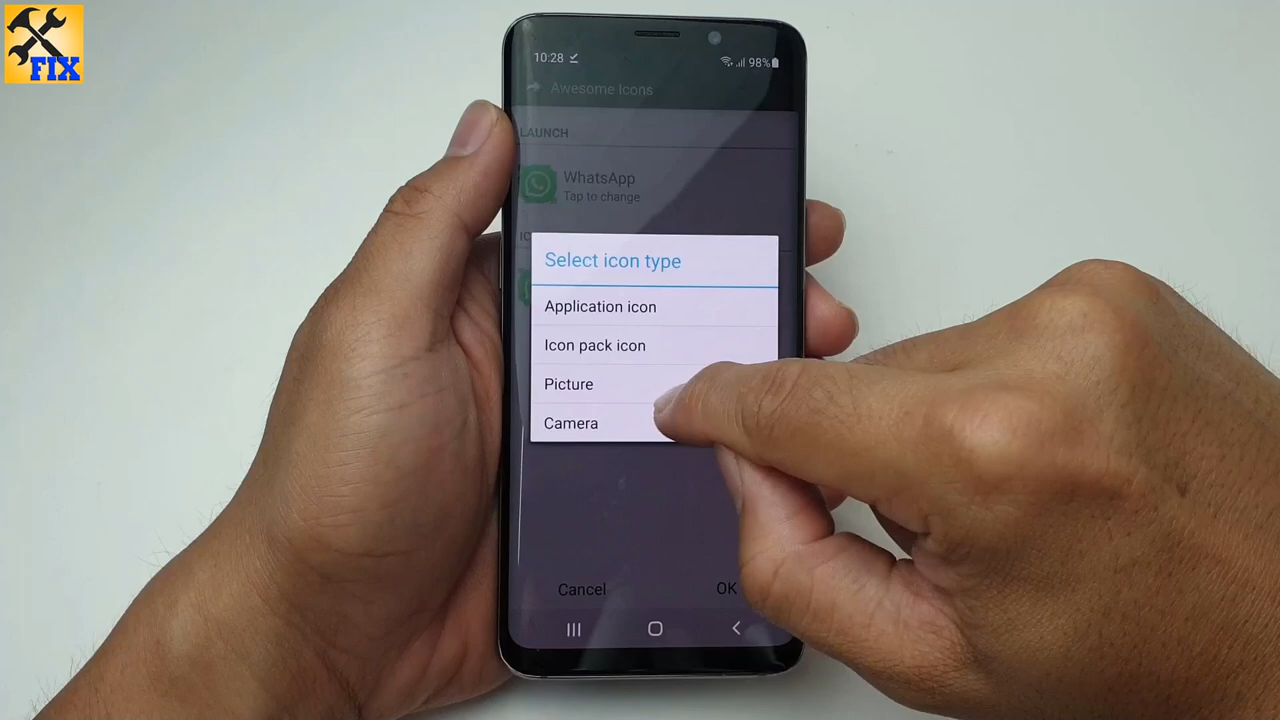 FIX
10:28
98%
Awesome Icons
LAUNCH
WhatsApp
Tap to change
IC
Select icon type
Application icon
Icon pack icon
Picture
Camera
Cancel
OK